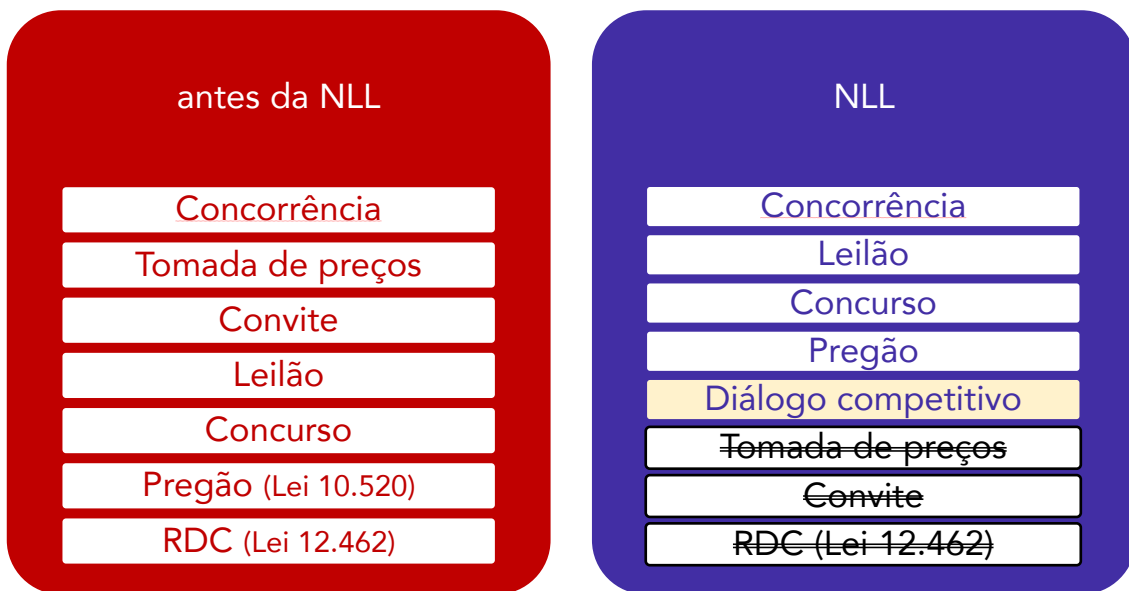 antes da NLL
Concorrência
Tomada de preços
Convite
Leilão
Concurso
Pregão (Lei 10.520)
RDC (Lei 12.462)
NLL
Concorrência
Leilão
Concurso
Pregão
Diálogo competitivo
Tomada de preços
Convite
RDC (Lei 12.462)